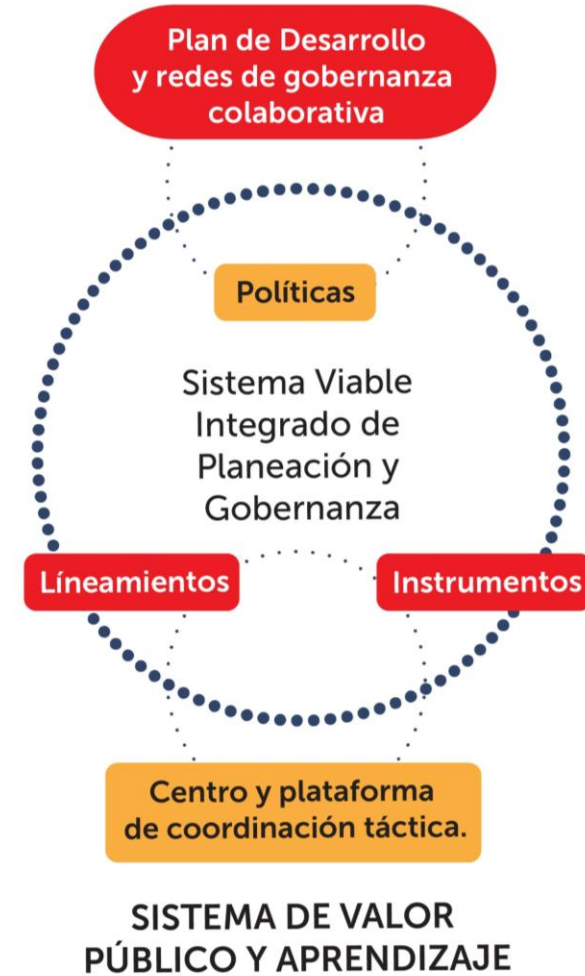 Plan de Desarrollo
y redes de gobernanza
colaborativa
Políticas
Sistema Viable
Integrado de
Planeación y
Gobernanza
Líneamientos
Instrumentos
Centro y plataforma
de coordinación táctica.
SISTEMA DE VALOR
PÚBLICO Y APRENDIZAJE